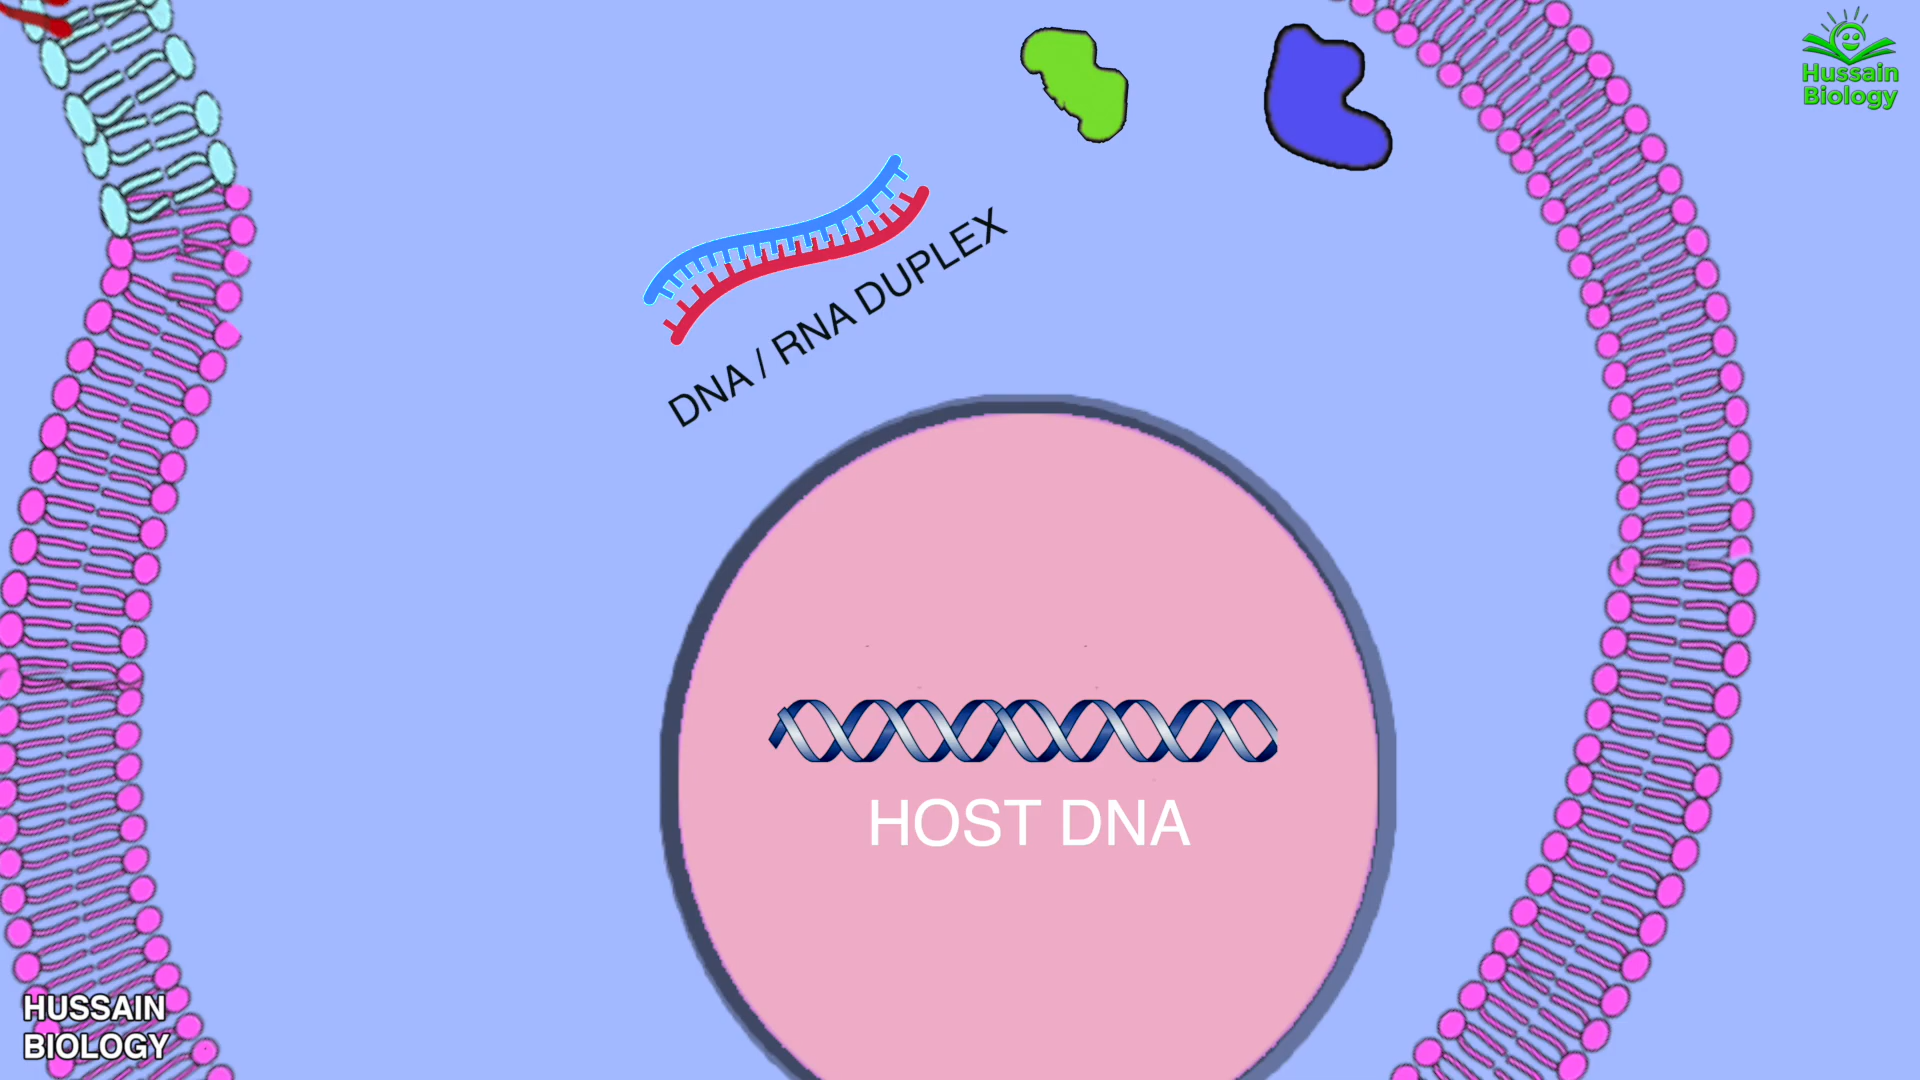 Hussain
Biology
DNA / RNA DUPLEX
HOST DNA
HUSSAIN
BIOLOGY